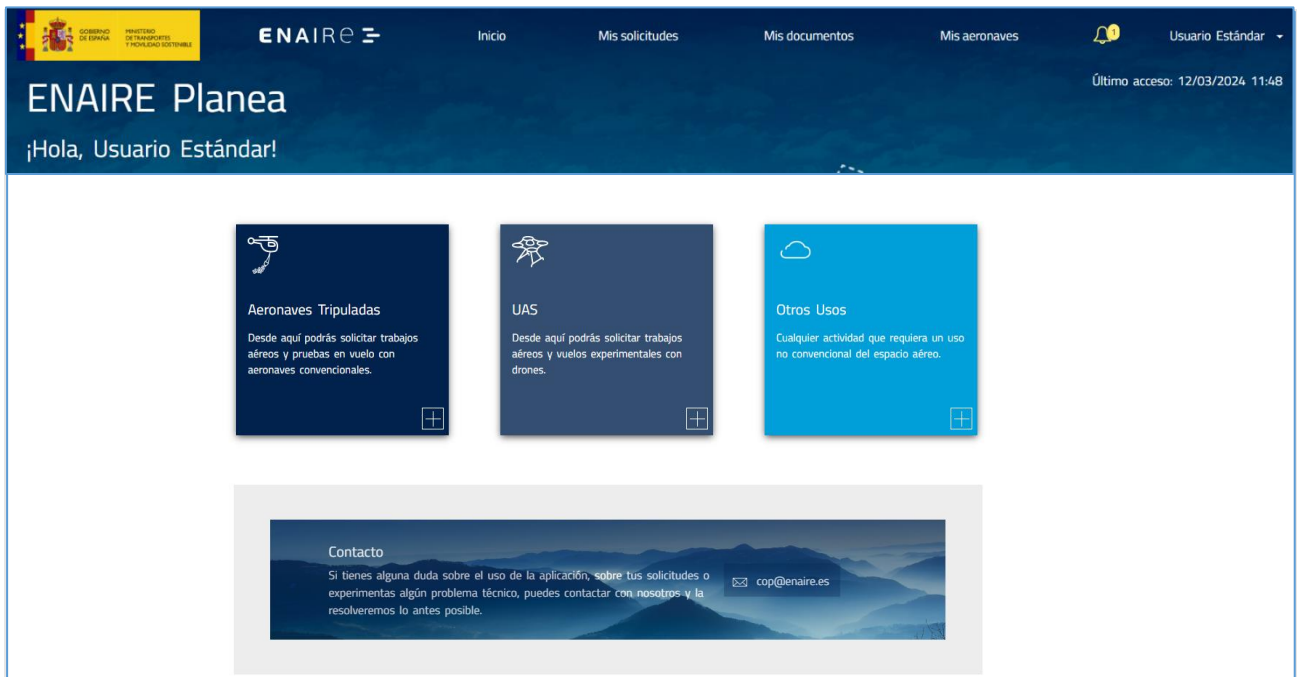 GOBIERNO
DE ESPAÑA
MINISTERIO
DE TRANSPORTES
Y MOVILIDAD SOSTENIBLE
ENAIRe
Inicio
Mis solicitudes
Mis documentos
Mis aeronaves
1
Usuario Estándar
Último acceso: 12/03/2024 11:48
ENAIRE Planea
¡Hola, Usuario Estándar!
Aeronaves Tripuladas
Desde aquí podrás solicitar trabajos
aéreos y pruebas en vuelo con
aeronaves convencionales.
UAS
Desde aquí podrás solicitar trabajos
aéreos y vuelos experimentales con
drones.
Otros Usos
Cualquier actividad que requiera un uso
no convencional del espacio aéreo.
Contacto
Si tienes alguna duda sobre el uso de la aplicación, sobre tus solicitudes o
experimentas algún problema técnico, puedes contactar con nosotros y la
resolveremos lo antes posible.
cop@enaire.es